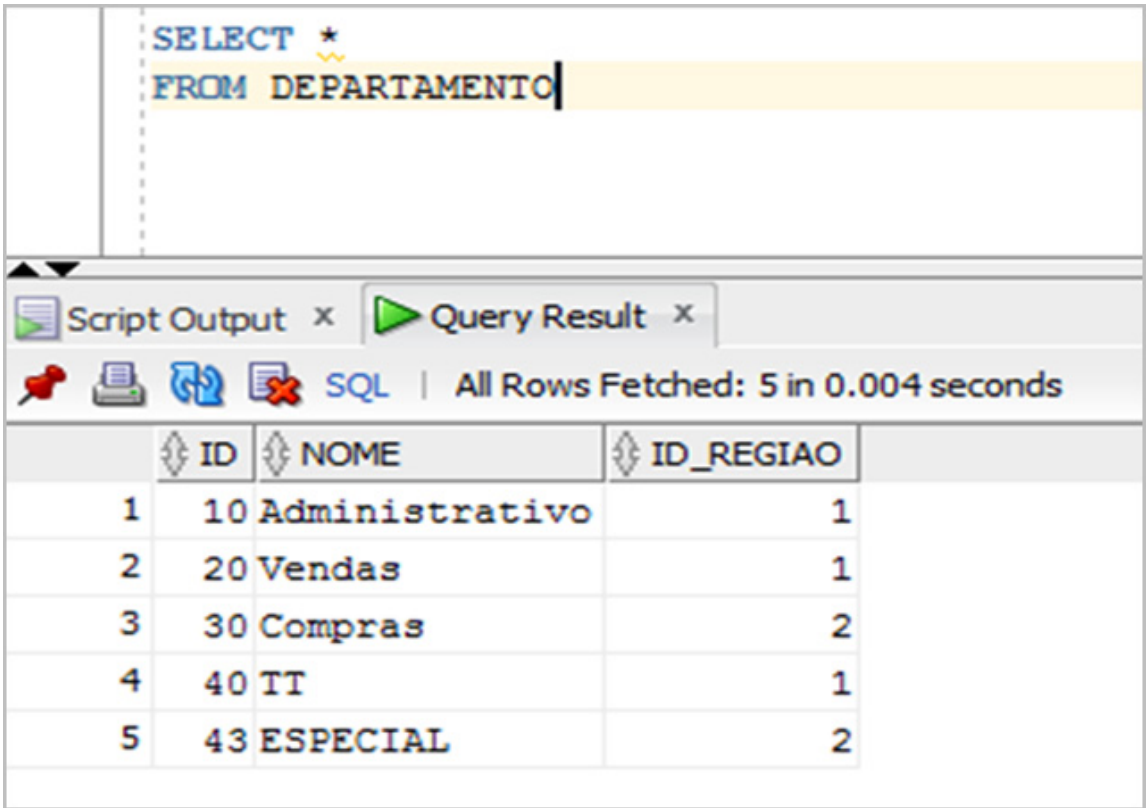 SELECT *
FROM DEPARTAMENTO
Script Output x Query Result x
SQL | All Rows Fetched: 5 in 0.004 seconds
ID NOME ID_REGIAO
1 10 Administrativo 1
2 20 Vendas 1
3 30 Compras 2
4 40 TT 1
5 43 ESPECIAL 2